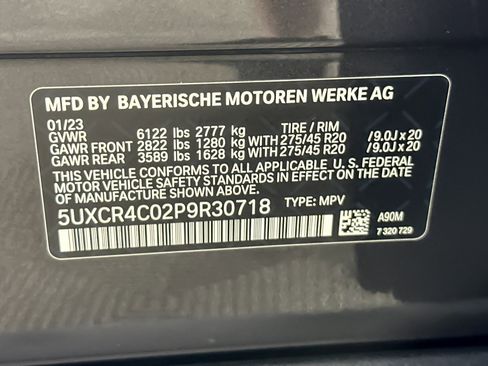 MFD BY BAYERISCHE MOTOREN WERKE AG
01/23
GVWR 6122 lbs 2777 kg TIRE / RIM
GAWR FRONT 2822 lbs 1280 kg WITH 275/45 R20 /9.0J x 20
GAWR REAR 3589 lbs 1628 kg WITH 275/45 R20 /9.0J x 20
THIS VEHICLE CONFORMS TO ALL APPLICABLE U. S. FEDERAL
MOTOR VEHICLE SAFETY STANDARDS IN EFFECT ON THE DATE
OF MANUFACTURE SHOWN ABOVE.
5UXCR4C02P9R30718 TYPE: MPV
A90M
7 320 729